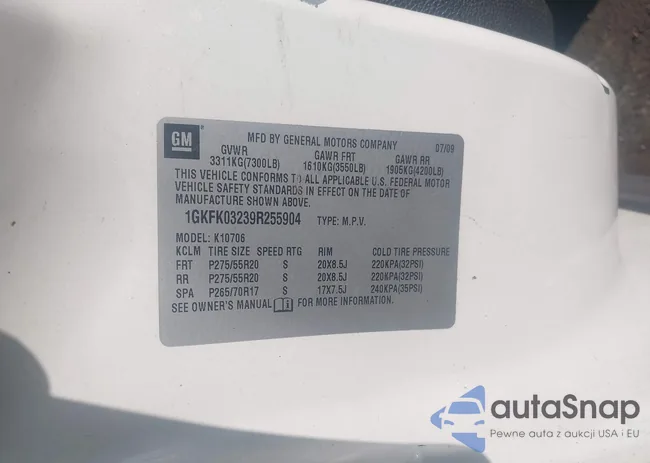 GM
MFD BY GENERAL MOTORS COMPANY 07/09
GVWR GAWR FRT GAWR RR
3311KG(7300LB) 1610KG(3550LB) 1905KG(4200LB)
THIS VEHICLE CONFORMS TO ALL APPLICABLE U.S. FEDERAL MOTOR
VEHICLE SAFETY STANDARDS IN EFFECT ON THE DATE OF
MANUFACTURE SHOWN ABOVE.
1GKFK03239R255904 TYPE: M.P.V.
MODEL: K10706
KCLM TIRE SIZE SPEED RTG RIM COLD TIRE PRESSURE
FRT P275/55R20 S 20X8.5J 220KPA(32PSI)
RR P275/55R20 S 20X8.5J 220KPA(32PSI)
SPA P265/70R17 S 17X7.5J 240KPA(35PSI)
SEE OWNER'S MANUAL FOR MORE INFORMATION.
autaSnap
Pewne auta z aukcji USA i EU